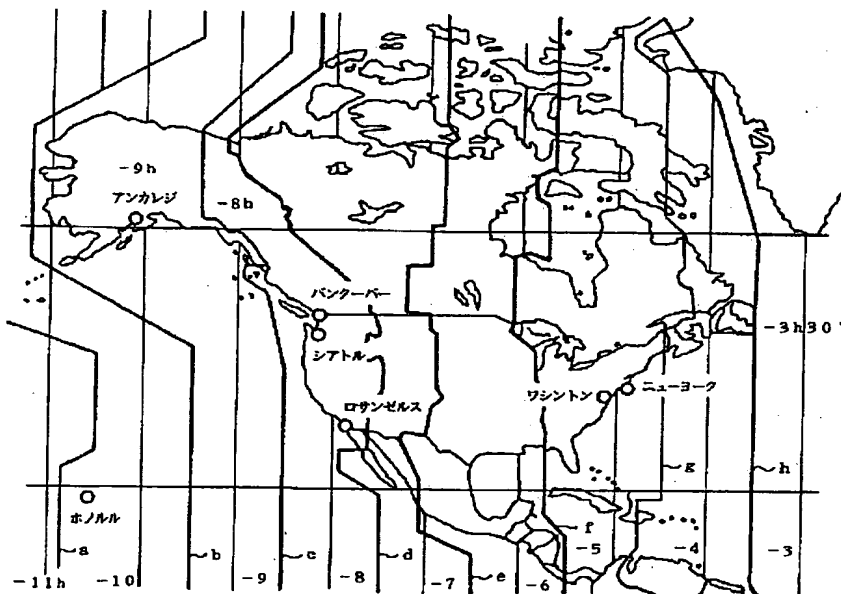 -9h
アンカレジ
-8h
バンクーバー
シアトル
ロサンゼルス
ワシントン
ニューヨーク
-3h30'
ホノルル
a
b
c
d
e
f
g
h
-11h
-10
-9
-8
-7
-6
-5
-4
-3